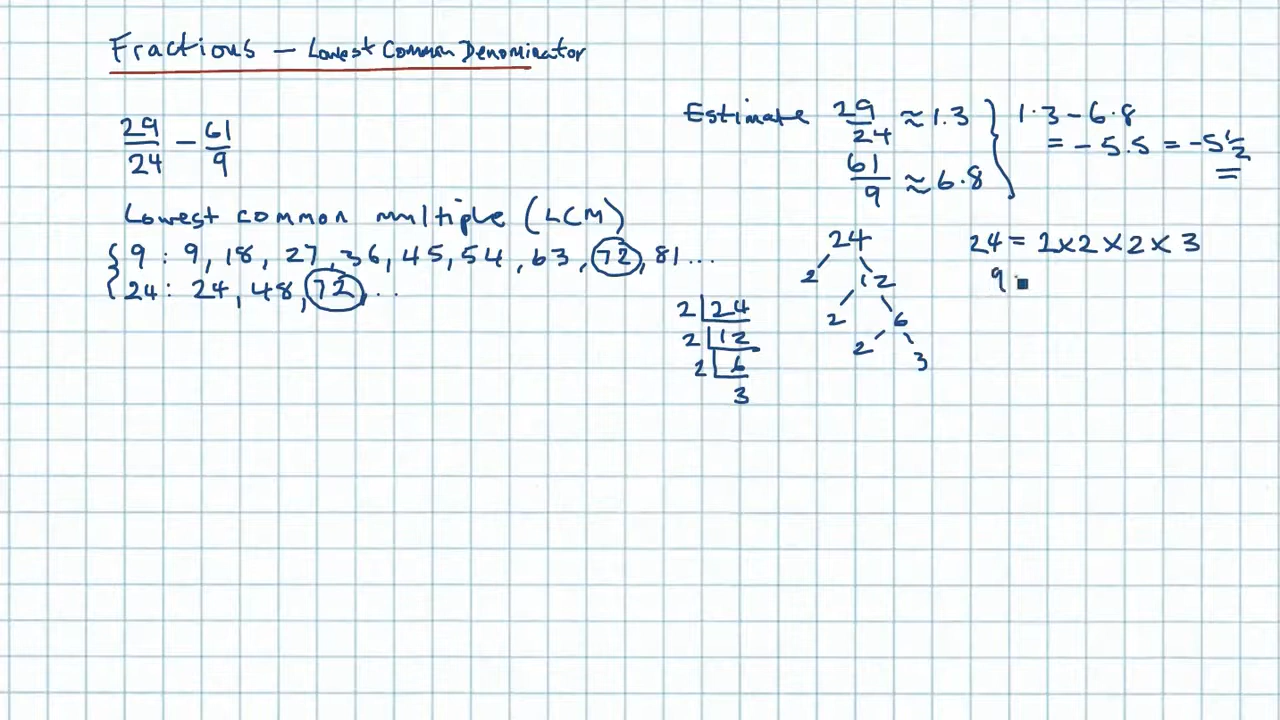 Fractions – Lowest Common Denominator
29/24 – 61/9
Lowest common multiple (LCM)
9 : 9, 18, 27, 36, 45, 54, 63, 72, 81...
24 : 24, 48, 72, ...
Estimate 29/24 ≈ 1.3
61/9 ≈ 6.8
1.3 – 6.8
= – 5.5 = –5½
24
2 12
2 6
2 3
2 | 24
2 | 12
2 | 6
3
24 = 2 × 2 × 2 × 3
9